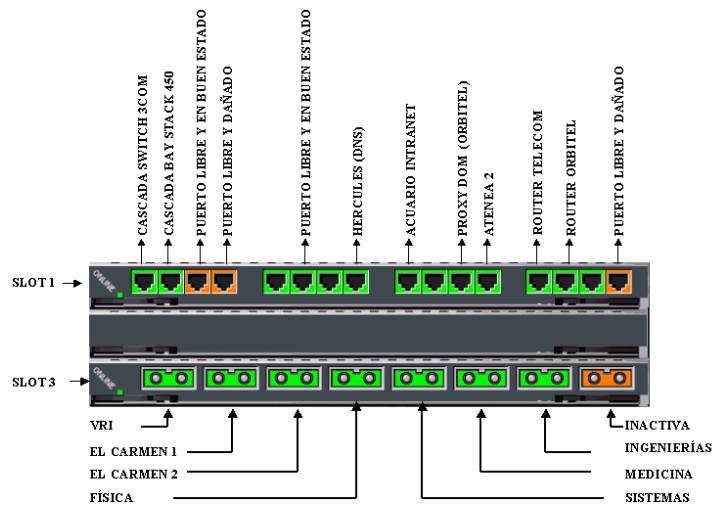 CASCADA SWITCH 3COM
CASCADA BAY STACK 450
PUERTO LIBRE Y EN BUEN ESTADO
PUERTO LIBRE Y DAÑADO
PUERTO LIBRE Y EN BUEN ESTADO
HERCULES (DNS)
ACUARIO INTRANET
PROXY DOM (ORBITEL)
ATENEA 2
ROUTER TELECOM
ROUTER ORBITEL
PUERTO LIBRE Y DAÑADO
SLOT 1
ONLINE
SLOT 3
ONLINE
VRI
INACTIVA
EL CARMEN 1
INGENIERÍAS
EL CARMEN 2
MEDICINA
FÍSICA
SISTEMAS